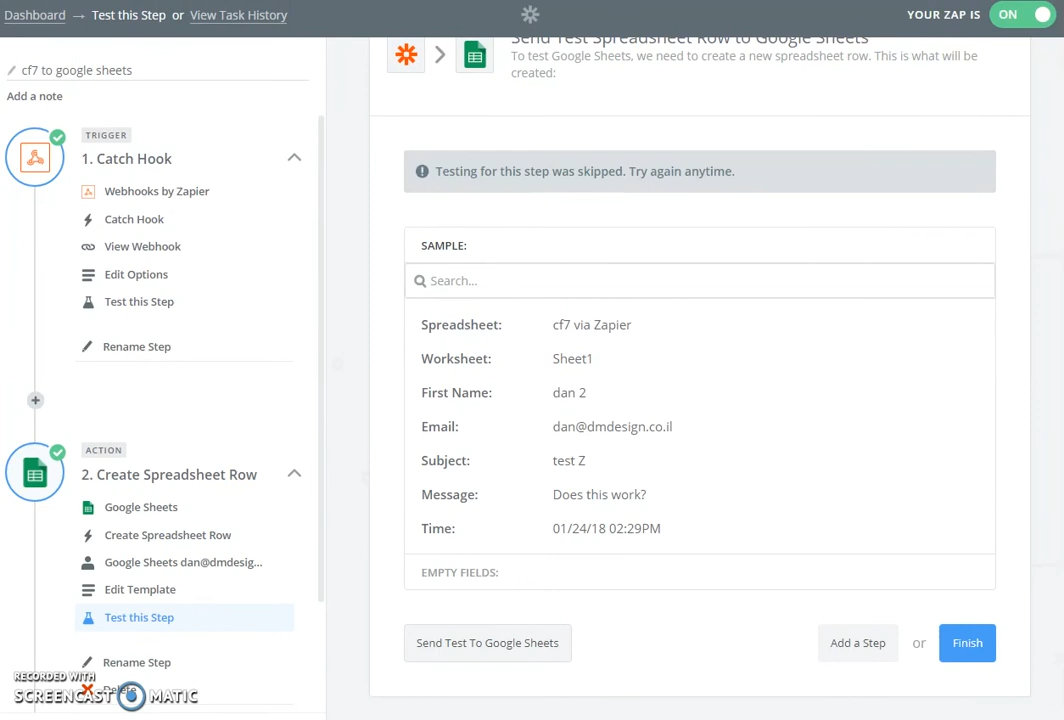 Dashboard → Test this Step or View Task History
YOUR ZAP IS ON
cf7 to google sheets
Add a note
TRIGGER
1. Catch Hook
Webhooks by Zapier
Catch Hook
View Webhook
Edit Options
Test this Step
Rename Step
ACTION
2. Create Spreadsheet Row
Google Sheets
Create Spreadsheet Row
Google Sheets dan@dmdesig...
Edit Template
Test this Step
Rename Step
Delete
RECORDED WITH
SCREENCAST MATIC
Send Test Spreadsheet Row to Google Sheets
To test Google Sheets, we need to create a new spreadsheet row. This is what will be
created:
Testing for this step was skipped. Try again anytime.
SAMPLE:
Search...
Spreadsheet: cf7 via Zapier
Worksheet: Sheet1
First Name: dan 2
Email: dan@dmdesign.co.il
Subject: test Z
Message: Does this work?
Time: 01/24/18 02:29PM
EMPTY FIELDS:
Send Test To Google Sheets
Add a Step or Finish